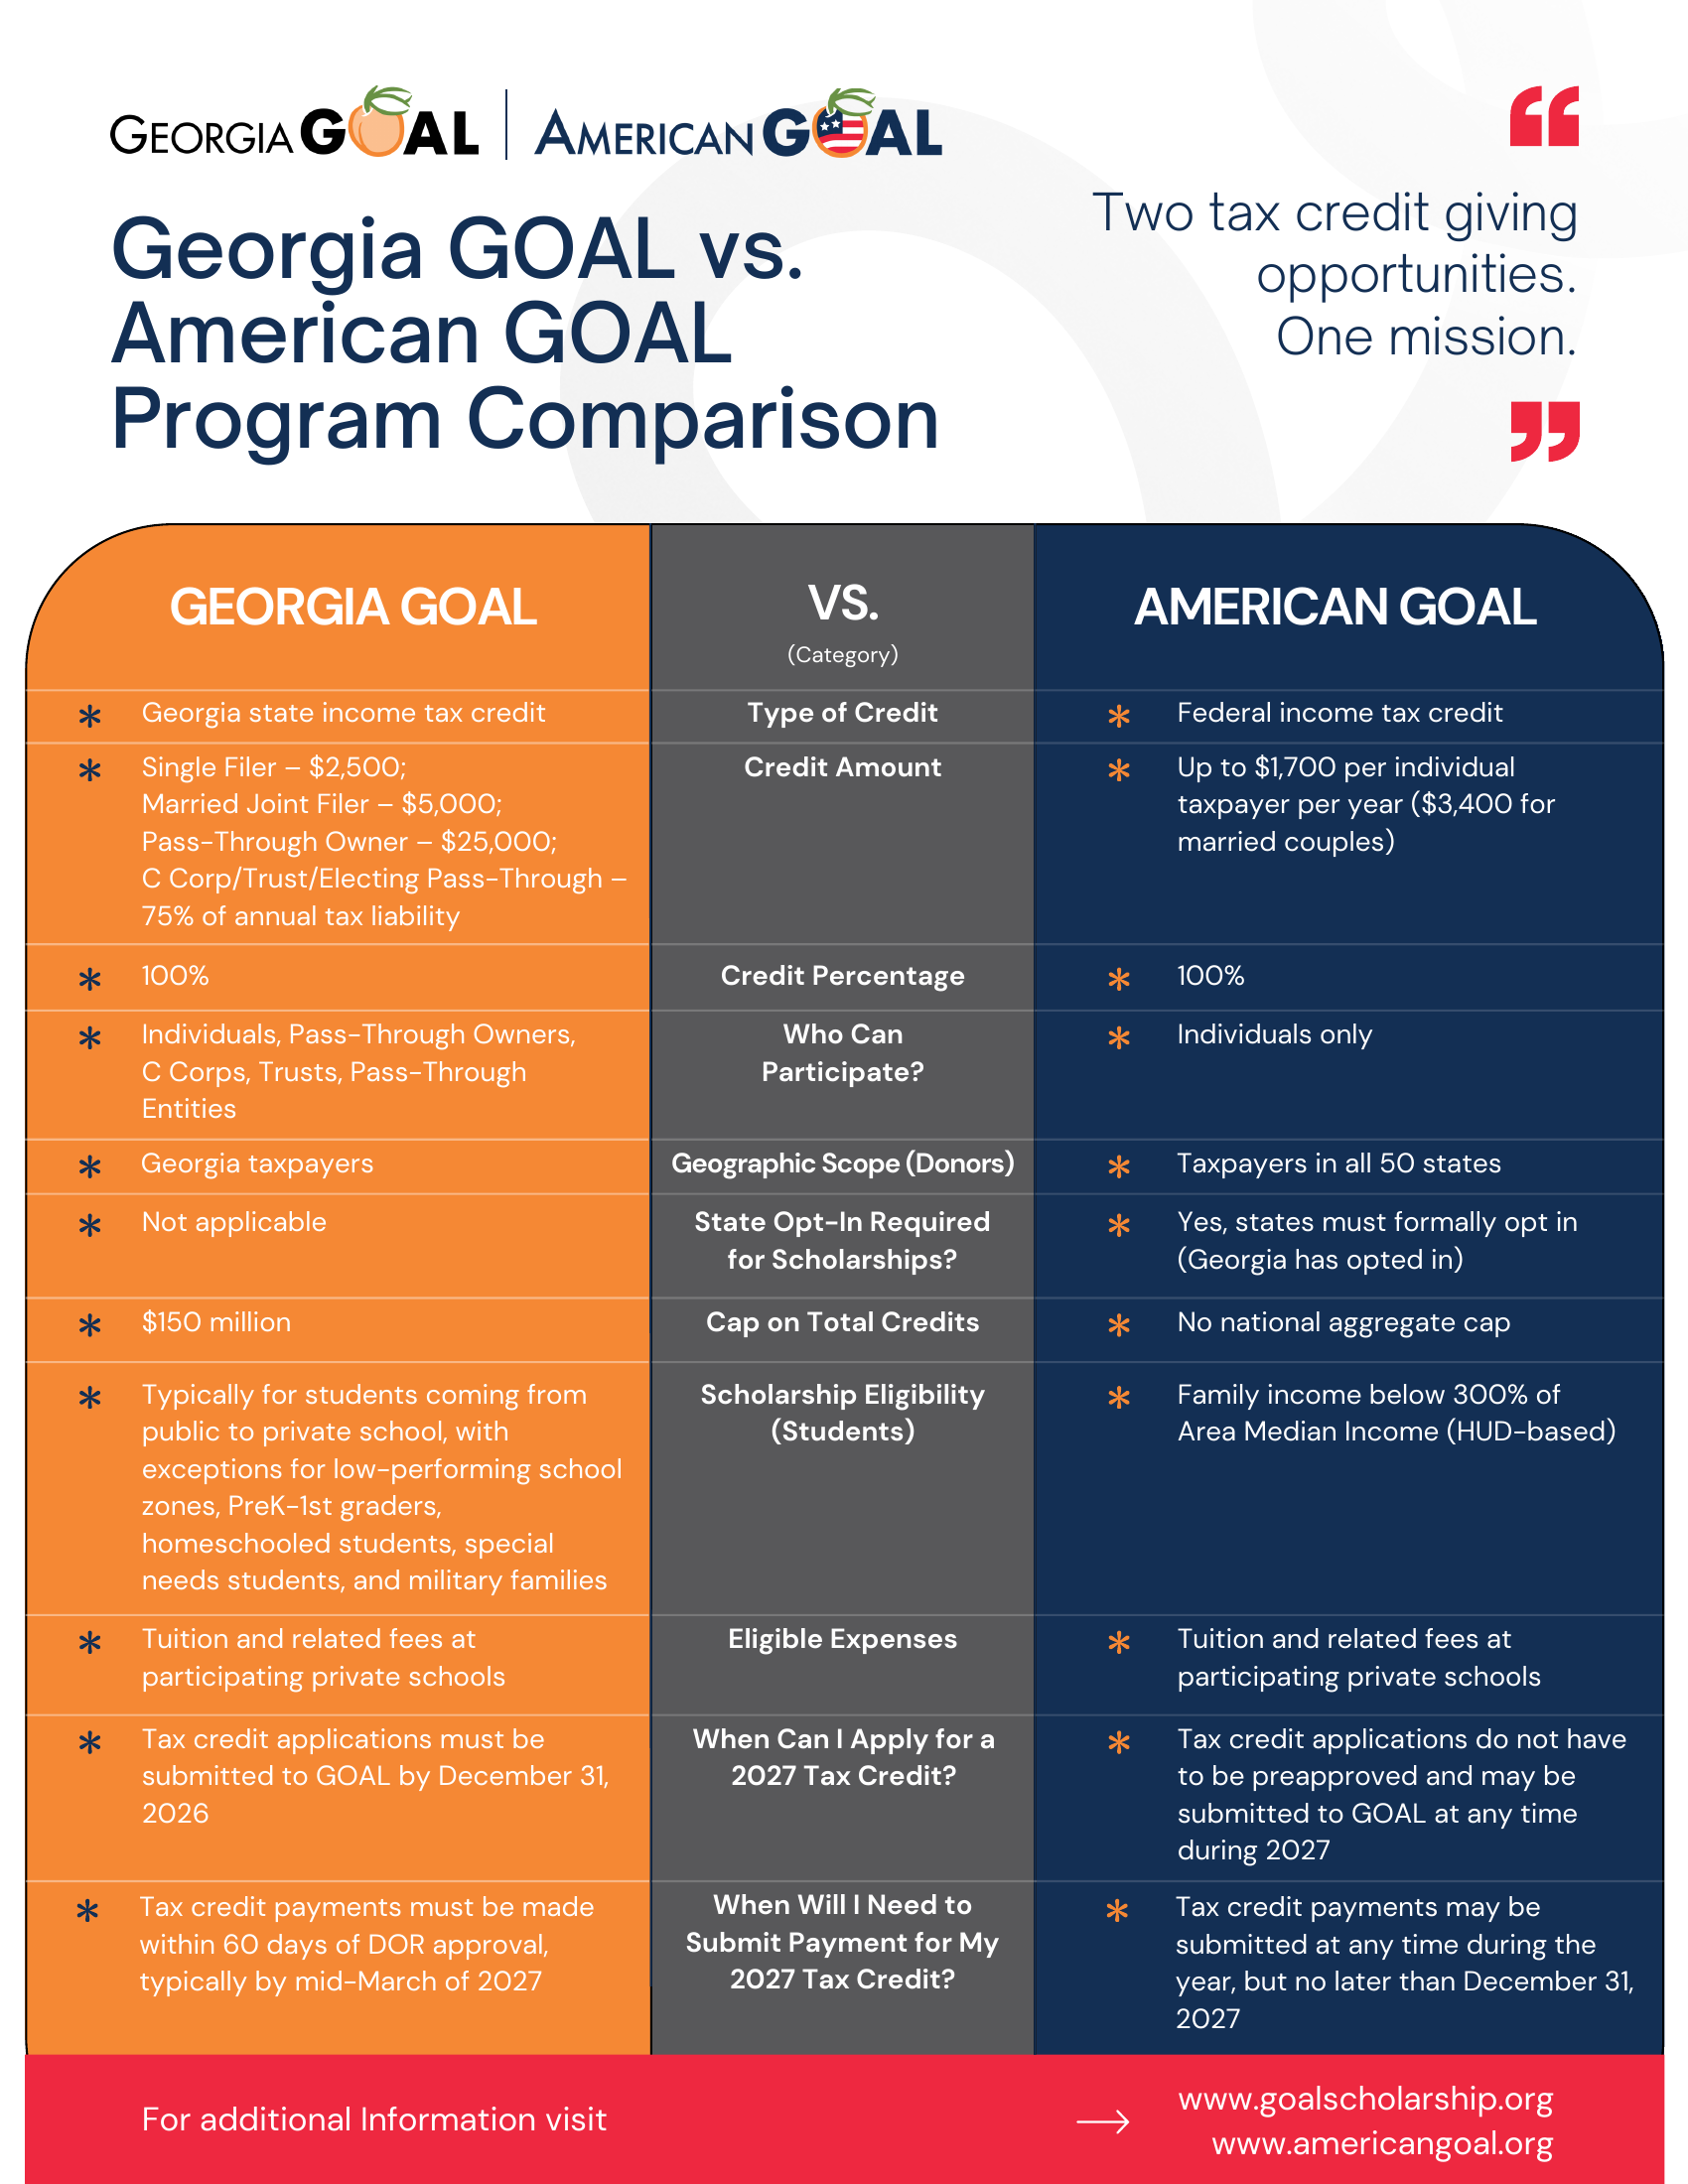 GEORGIA GOAL | AMERICAN GOAL
Georgia GOAL vs.
American GOAL
Program Comparison
“
Two tax credit giving
opportunities.
One mission.
”
GEORGIA GOAL
VS.
(Category)
AMERICAN GOAL
* Georgia state income tax credit
Type of Credit
* Federal income tax credit
* Single Filer – $2,500;
Married Joint Filer – $5,000;
Pass-Through Owner – $25,000;
C Corp/Trust/Electing Pass-Through –
75% of annual tax liability
Credit Amount
* Up to $1,700 per individual
taxpayer per year ($3,400 for
married couples)
* 100%
Credit Percentage
* 100%
* Individuals, Pass-Through Owners,
C Corps, Trusts, Pass-Through
Entities
Who Can
Participate?
* Individuals only
* Georgia taxpayers
Geographic Scope (Donors)
* Taxpayers in all 50 states
* Not applicable
State Opt-In Required
for Scholarships?
* Yes, states must formally opt in
(Georgia has opted in)
* $150 million
Cap on Total Credits
* No national aggregate cap
* Typically for students coming from
public to private school, with
exceptions for low-performing school
zones, PreK-1st graders,
homeschooled students, special
needs students, and military families
Scholarship Eligibility
(Students)
* Family income below 300% of
Area Median Income (HUD-based)
* Tuition and related fees at
participating private schools
Eligible Expenses
* Tuition and related fees at
participating private schools
* Tax credit applications must be
submitted to GOAL by December 31,
2026
When Can I Apply for a
2027 Tax Credit?
* Tax credit applications do not have
to be preapproved and may be
submitted to GOAL at any time
during 2027
* Tax credit payments must be made
within 60 days of DOR approval,
typically by mid-March of 2027
When Will I Need to
Submit Payment for My
2027 Tax Credit?
* Tax credit payments may be
submitted at any time during the
year, but no later than December 31,
2027
For additional Information visit
→
www.goalscholarship.org
www.americangoal.org